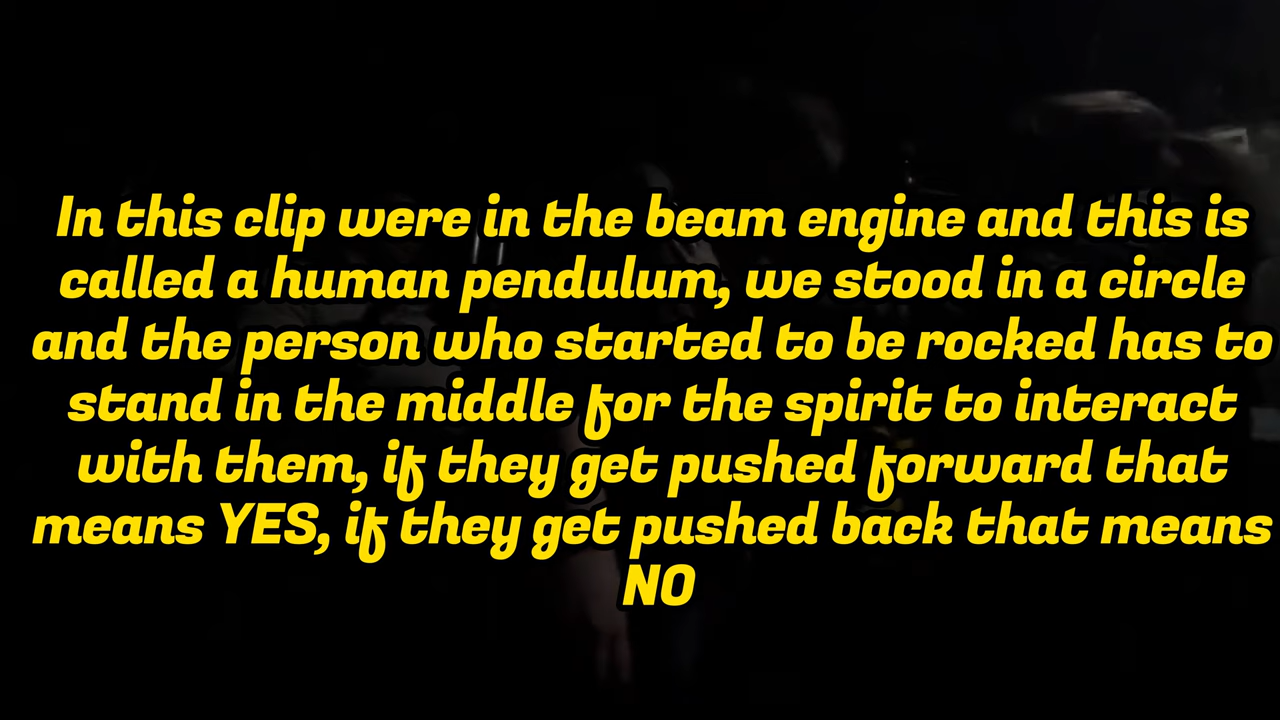 In this clip were in the beam engine and this is
called a human pendulum, we stood in a circle
and the person who started to be rocked has to
stand in the middle for the spirit to interact
with them, if they get pushed forward that
means YES, if they get pushed back that means
NO